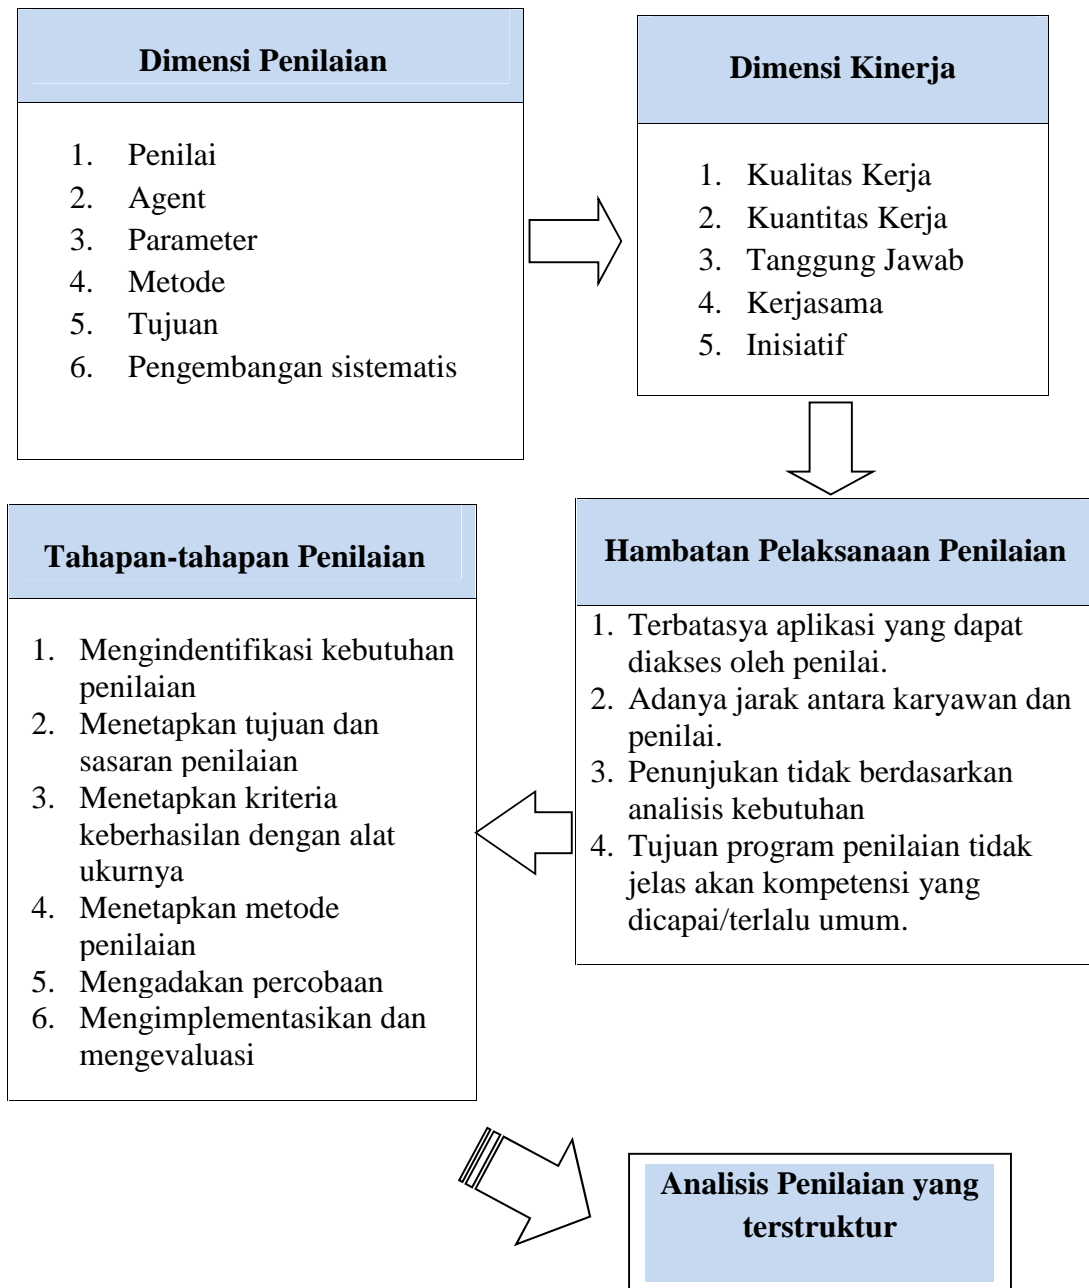 Dimensi Penilaian
1. Penilai
2. Agent
3. Parameter
4. Metode
5. Tujuan
6. Pengembangan sistematis
Dimensi Kinerja
1. Kualitas Kerja
2. Kuantitas Kerja
3. Tanggung Jawab
4. Kerjasama
5. Inisiatif
Hambatan Pelaksanaan Penilaian
1. Terbatasya aplikasi yang dapat
diakses oleh penilai.
2. Adanya jarak antara karyawan dan
penilai.
3. Penunjukan tidak berdasarkan
analisis kebutuhan
4. Tujuan program penilaian tidak
jelas akan kompetensi yang
dicapai/terlalu umum.
Tahapan-tahapan Penilaian
1. Mengindentifikasi kebutuhan
penilaian
2. Menetapkan tujuan dan
sasaran penilaian
3. Menetapkan kriteria
keberhasilan dengan alat
ukurnya
4. Menetapkan metode
penilaian
5. Mengadakan percobaan
6. Mengimplementasikan dan
mengevaluasi
Analisis Penilaian yang
terstruktur